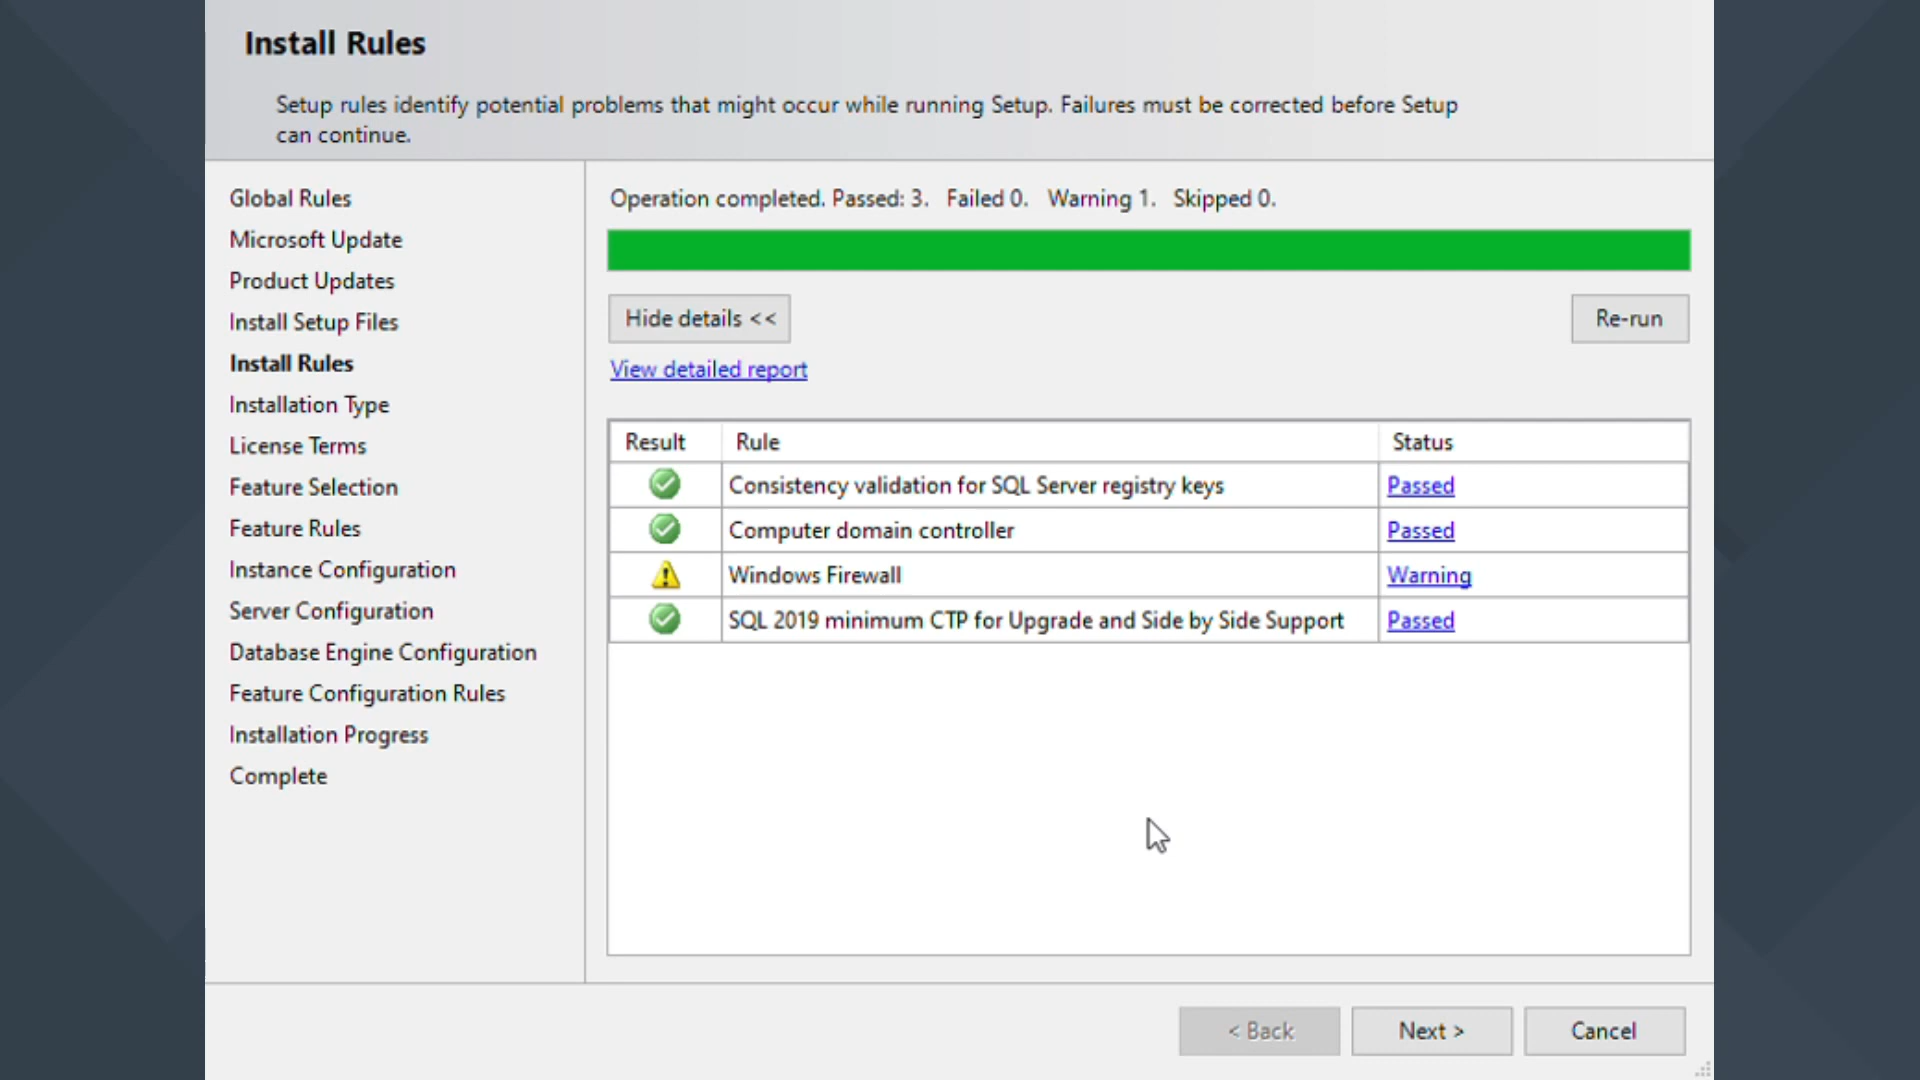 Install Rules
Setup rules identify potential problems that might occur while running Setup. Failures must be corrected before Setup
can continue.
Global Rules
Microsoft Update
Product Updates
Install Setup Files
Install Rules
Installation Type
License Terms
Feature Selection
Feature Rules
Instance Configuration
Server Configuration
Database Engine Configuration
Feature Configuration Rules
Installation Progress
Complete
Operation completed. Passed: 3. Failed 0. Warning 1. Skipped 0.
Hide details << Re-run
View detailed report
Result Rule Status
Consistency validation for SQL Server registry keys Passed
Computer domain controller Passed
Windows Firewall Warning
SQL 2019 minimum CTP for Upgrade and Side by Side Support Passed
< Back Next > Cancel